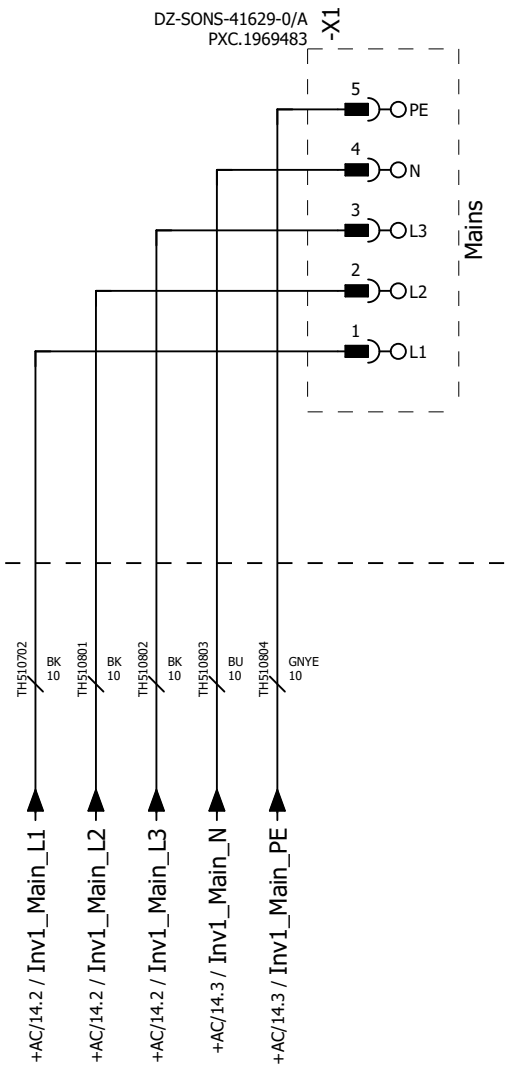 DZ-SONS-41629-0/A
PXC.1969483
-X1
5
PE
4
N
3
L3
2
L2
1
L1
Mains
TH510702
BK
10
TH510801
BK
10
TH510802
BK
10
TH510803
BU
10
TH510804
GNYE
10
+AC/14.2 / Inv1_Main_L1
+AC/14.2 / Inv1_Main_L2
+AC/14.2 / Inv1_Main_L3
+AC/14.3 / Inv1_Main_N
+AC/14.3 / Inv1_Main_PE